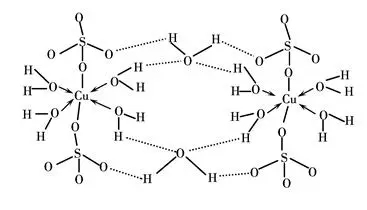 O O
S H H S
O O O O
O
H O H H O H
H O O H H O O H
Cu Cu
H O O H H O O H
H O H H O H
S O S
O O O O
H H
O O